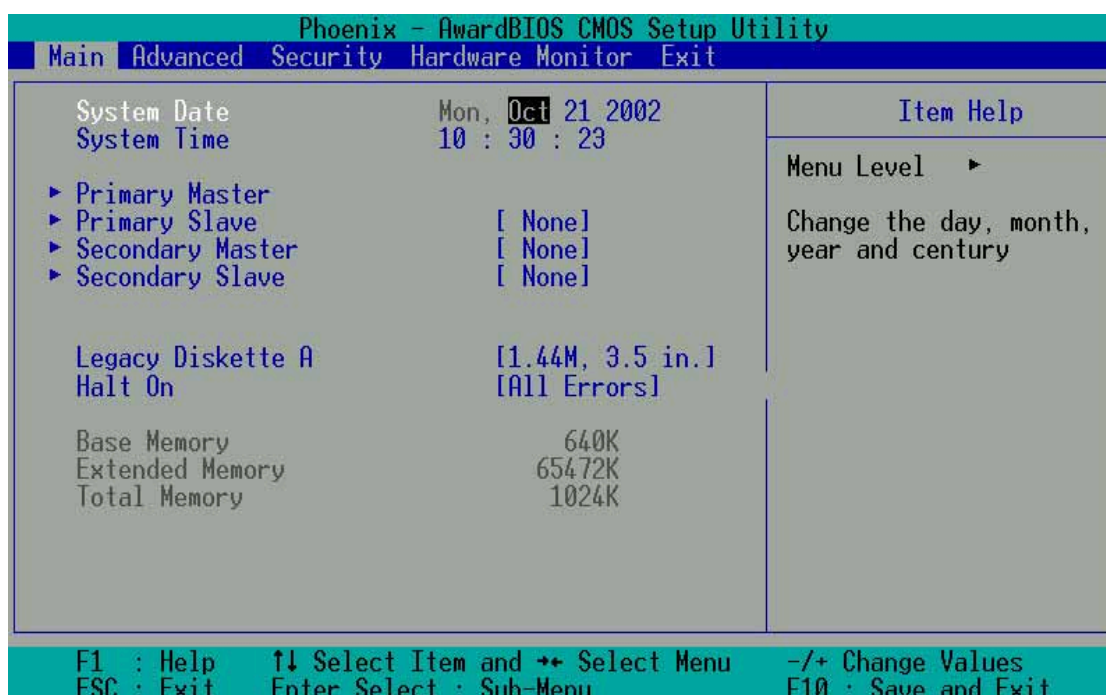 Phoenix - AwardBIOS CMOS Setup Utility
Main Advanced Security Hardware Monitor Exit
System Date Mon, Oct 21 2002
System Time 10 : 30 : 23
Primary Master
Primary Slave [ None]
Secondary Master [ None]
Secondary Slave [ None]
Legacy Diskette A [1.44M, 3.5 in.]
Halt On [All Errors]
Base Memory 640K
Extended Memory 65472K
Total Memory 1024K
Item Help
Menu Level ►
Change the day, month,
year and century
F1 : Help ↑↓ Select Item and →← Select Menu -/+ Change Values
ESC : Exit Enter Select : Sub-Menu F10 : Save and Exit